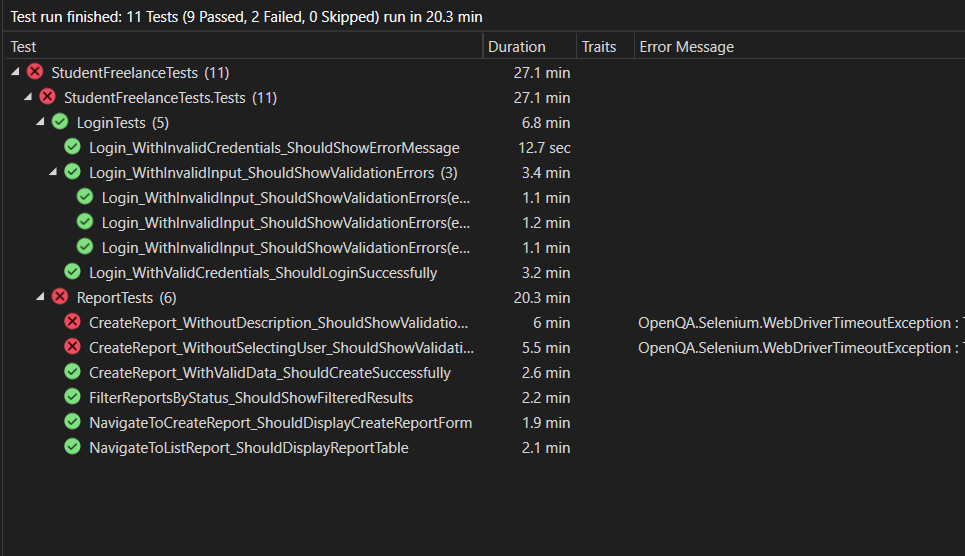 Test run finished: 11 Tests (9 Passed, 2 Failed, 0 Skipped) run in 20.3 min
Test Duration Traits Error Message
StudentFreelanceTests (11) 27.1 min
StudentFreelanceTests.Tests (11) 27.1 min
LoginTests (5) 6.8 min
Login_WithInvalidCredentials_ShouldShowErrorMessage 12.7 sec
Login_WithInvalidInput_ShouldShowValidationErrors (3) 3.4 min
Login_WithInvalidInput_ShouldShowValidationErrors(e... 1.1 min
Login_WithInvalidInput_ShouldShowValidationErrors(e... 1.2 min
Login_WithInvalidInput_ShouldShowValidationErrors(e... 1.1 min
Login_WithValidCredentials_ShouldLoginSuccessfully 3.2 min
ReportTests (6) 20.3 min
CreateReport_WithoutDescription_ShouldShowValidatio... 6 min OpenQA.Selenium.WebDriverTimeoutException :
CreateReport_WithoutSelectingUser_ShouldShowValidati... 5.5 min OpenQA.Selenium.WebDriverTimeoutException :
CreateReport_WithValidData_ShouldCreateSuccessfully 2.6 min
FilterReportsByStatus_ShouldShowFilteredResults 2.2 min
NavigateToCreateReport_ShouldDisplayCreateReportForm 1.9 min
NavigateToListReport_ShouldDisplayReportTable 2.1 min